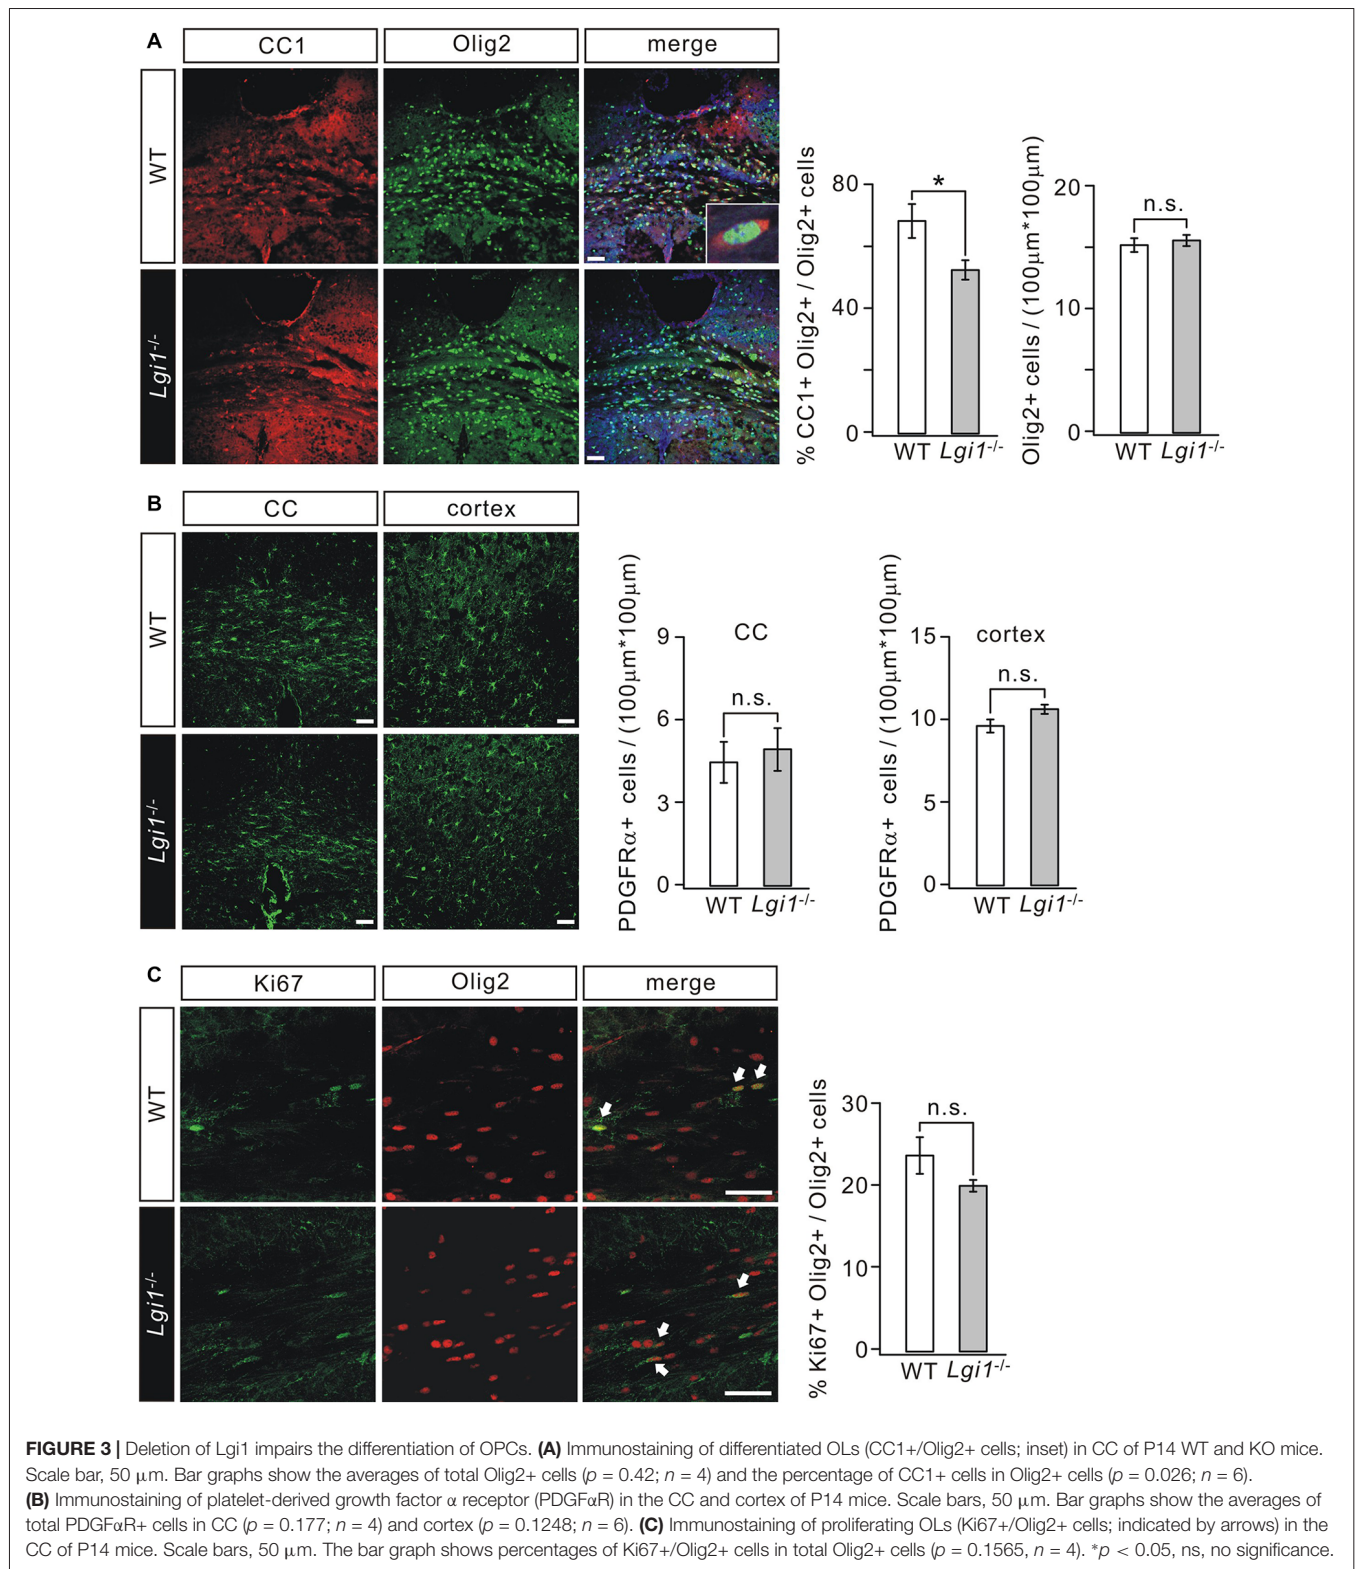 A
CC1
Olig2
merge
WT
Lgi1-/-
% CC1+ Olig2+ / Olig2+ cells
80
40
0
*
WT Lgi1-/-
Olig2+ cells / (100μm*100μm)
20
10
0
n.s.
WT Lgi1-/-
B
CC
cortex
WT
Lgi1-/-
PDGFRα+ cells / (100μm*100μm)
CC
9
6
3
0
n.s.
WT Lgi1-/-
PDGFRα+ cells / (100μm*100μm)
cortex
15
10
5
0
n.s.
WT Lgi1-/-
C
Ki67
Olig2
merge
WT
Lgi1-/-
% Ki67+ Olig2+ / Olig2+ cells
30
20
10
0
n.s.
WT Lgi1-/-
FIGURE 3 | Deletion of Lgi1 impairs the differentiation of OPCs. (A) Immunostaining of differentiated OLs (CC1+/Olig2+ cells; inset) in CC of P14 WT and KO mice.
Scale bar, 50 μm. Bar graphs show the averages of total Olig2+ cells (p = 0.42; n = 4) and the percentage of CC1+ cells in Olig2+ cells (p = 0.026; n = 6).
(B) Immunostaining of platelet-derived growth factor α receptor (PDGFαR) in the CC and cortex of P14 mice. Scale bars, 50 μm. Bar graphs show the averages of
total PDGFαR+ cells in CC (p = 0.177; n = 4) and cortex (p = 0.1248; n = 6). (C) Immunostaining of proliferating OLs (Ki67+/Olig2+ cells; indicated by arrows) in the
CC of P14 mice. Scale bars, 50 μm. The bar graph shows percentages of Ki67+/Olig2+ cells in total Olig2+ cells (p = 0.1565, n = 4). *p < 0.05, ns, no significance.